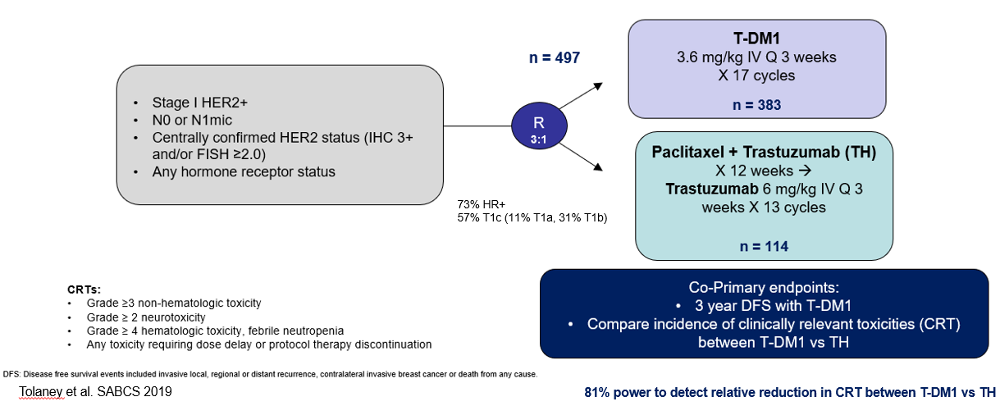 • Stage I HER2+
• N0 or N1mic
• Centrally confirmed HER2 status (IHC 3+
and/or FISH ≥2.0)
• Any hormone receptor status
n = 497
R
3:1
73% HR+
57% T1c (11% T1a, 31% T1b)
T-DM1
3.6 mg/kg IV Q 3 weeks
X 17 cycles
n = 383
Paclitaxel + Trastuzumab (TH)
X 12 weeks →
Trastuzumab 6 mg/kg IV Q 3
weeks X 13 cycles
n = 114
CRTs:
• Grade ≥3 non-hematologic toxicity
• Grade ≥ 2 neurotoxicity
• Grade ≥ 4 hematologic toxicity, febrile neutropenia
• Any toxicity requiring dose delay or protocol therapy discontinuation
Co-Primary endpoints:
• 3 year DFS with T-DM1
• Compare incidence of clinically relevant toxicities (CRT)
between T-DM1 vs TH
DFS: Disease free survival events included invasive local, regional or distant recurrence, contralateral invasive breast cancer or death from any cause.
Tolaney et al. SABCS 2019
81% power to detect relative reduction in CRT between T-DM1 vs TH